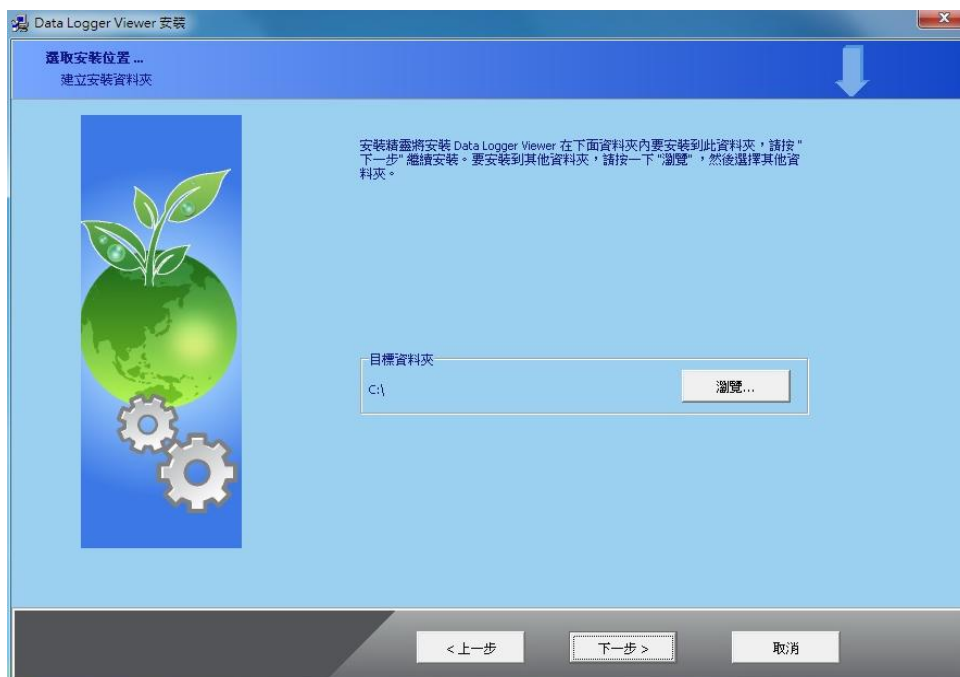 Data Logger Viewer 安裝
選取安裝位置 ...
建立安裝資料夾
安裝精靈將安裝 Data Logger Viewer 在下面資料夾內要安裝到此資料夾，請按 "
下一步" 繼續安裝。要安裝到其他資料夾，請按一下 "瀏覽" ，然後選擇其他資
料夾。
目標資料夾
C:\
瀏覽...
< 上一步
下一步 >
取消